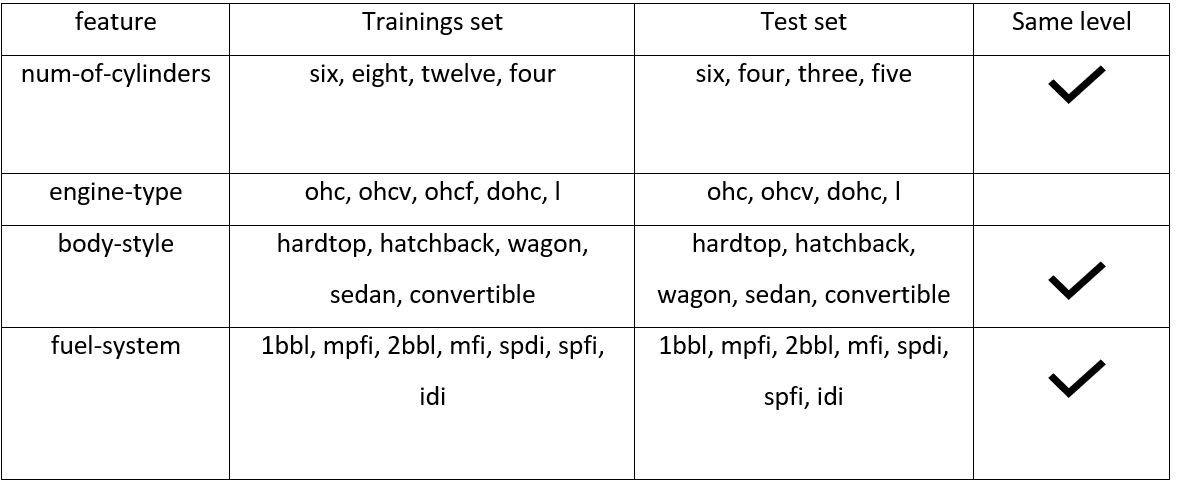 feature Trainings set Test set Same level
num-of-cylinders six, eight, twelve, four six, four, three, five ✓
engine-type ohc, ohcv, ohcf, dohc, l ohc, ohcv, dohc, l
body-style hardtop, hatchback, wagon, hardtop, hatchback,
sedan, convertible wagon, sedan, convertible ✓
fuel-system 1bbl, mpfi, 2bbl, mfi, spdi, spfi, 1bbl, mpfi, 2bbl, mfi, spdi,
idi spfi, idi ✓